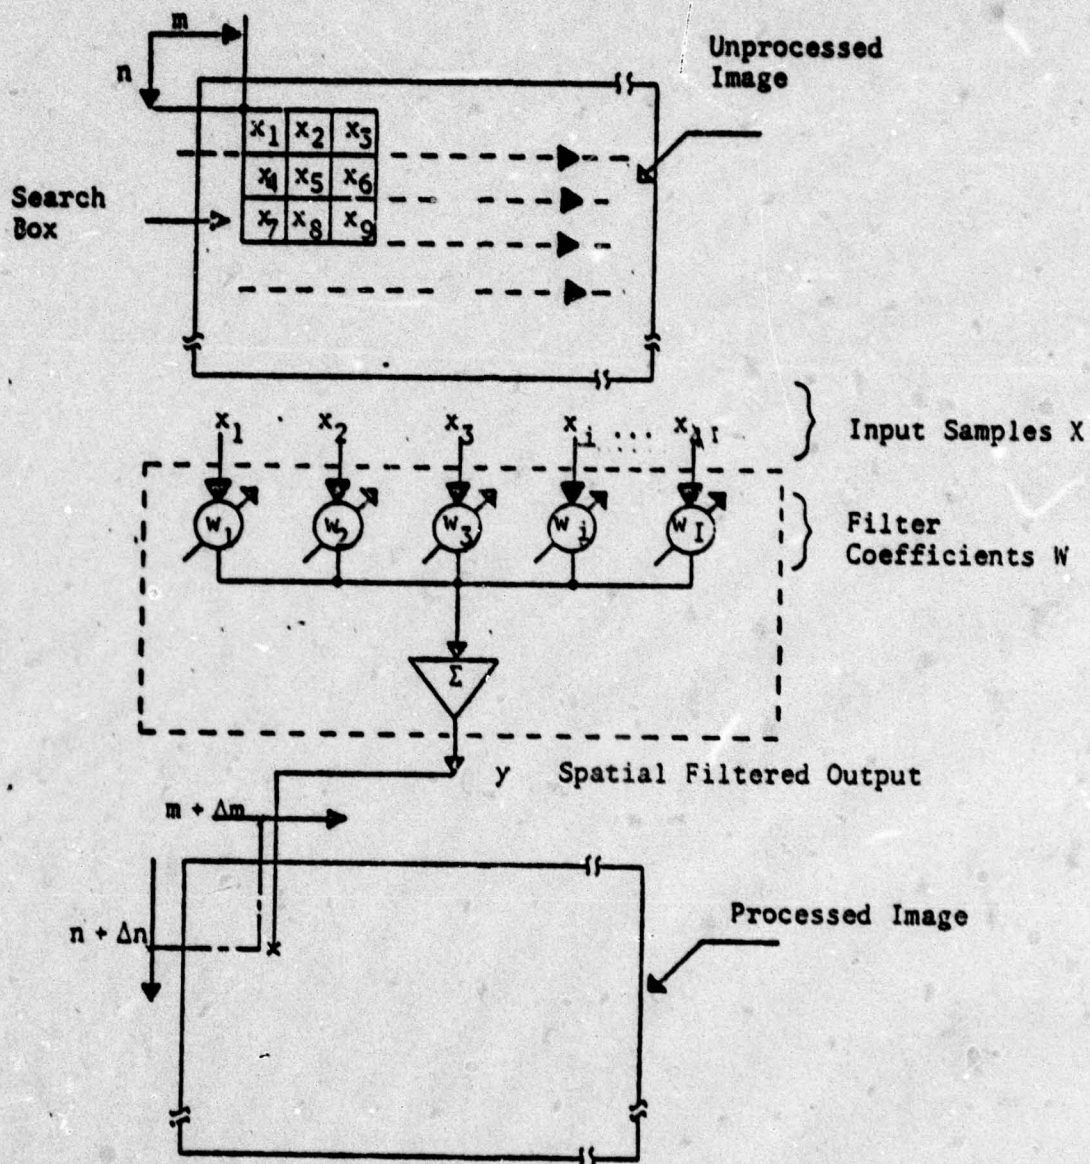 m
n
Unprocessed
Image
x1 x2 x3
x4 x5 x6
x7 x8 x9
Search
Box
x1 x2 x3 xi ... xI
Input Samples X
w1 w2 w3 wi wI
Filter
Coefficients W
Σ
y Spatial Filtered Output
m + Δm
n + Δn
Processed Image